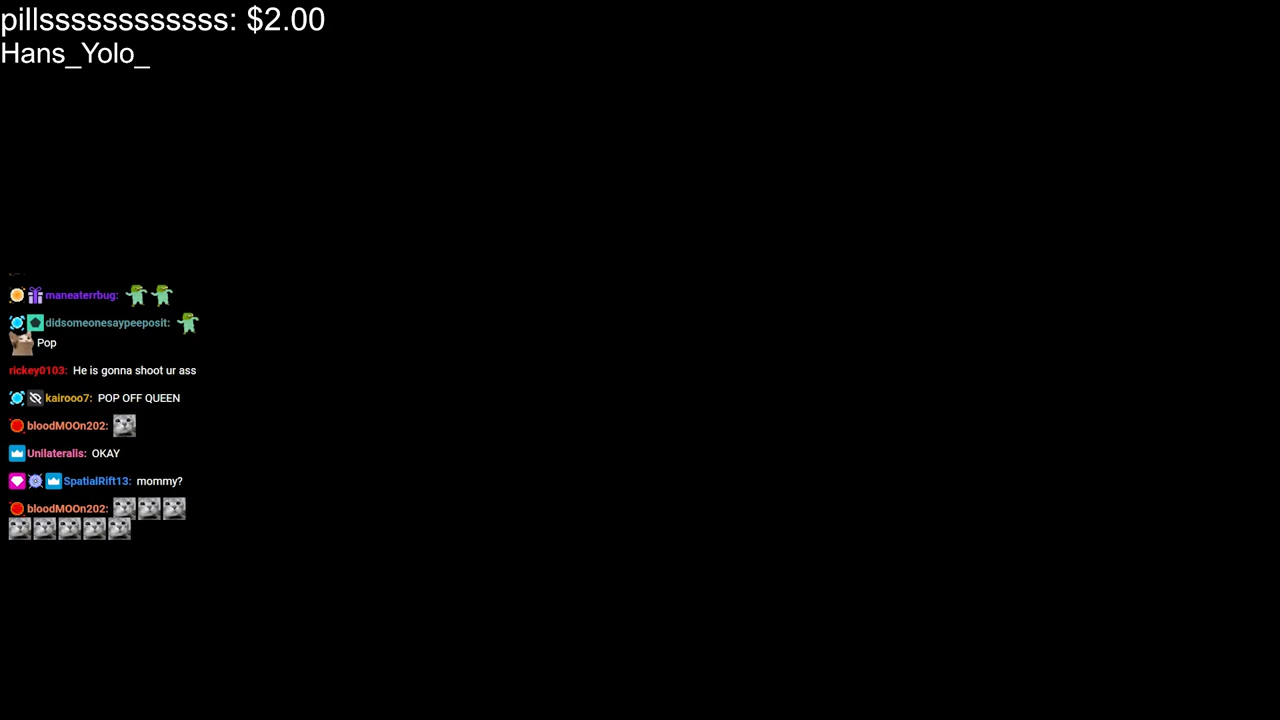 pillssssssssssss: $2.00
Hans_Yolo_
maneaterrbug:
didsomeonesaypeeposit:
Pop
rickey0103: He is gonna shoot ur ass
kairooo7: POP OFF QUEEN
bloodMOOn202:
Unilateralis: OKAY
SpatialRift13: mommy?
bloodMOOn202: